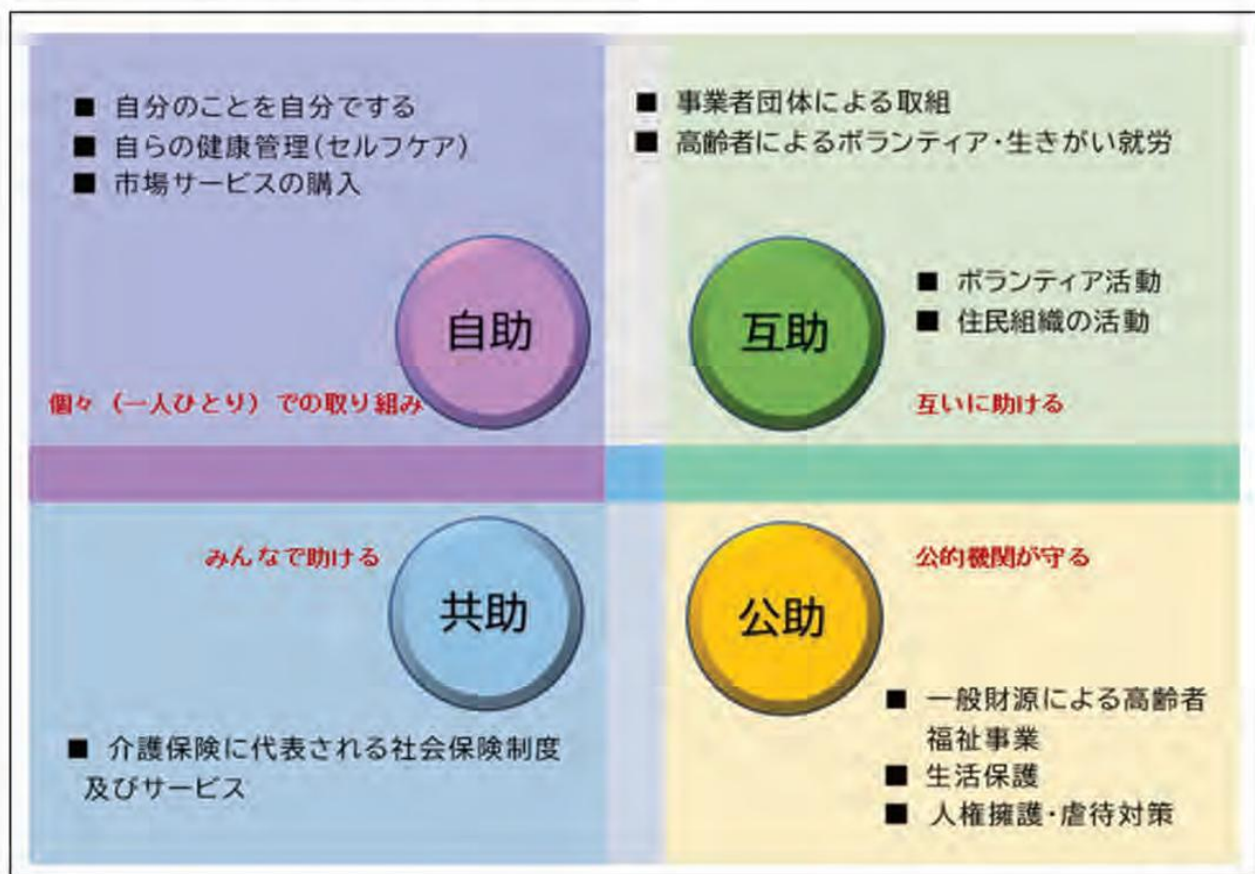 ■ 自分のことを自分でする
■ 自らの健康管理(セルフケア)
■ 市場サービスの購入
自助
個々（一人ひとり）での取り組み
■ 事業者団体による取組
■ 高齢者によるボランティア・生きがい就労
互助
■ ボランティア活動
■ 住民組織の活動
互いに助ける
みんなで助ける
共助
■ 介護保険に代表される社会保険制度
及びサービス
公的機関が守る
公助
■ 一般財源による高齢者
福祉事業
■ 生活保護
■ 人権擁護・虐待対策